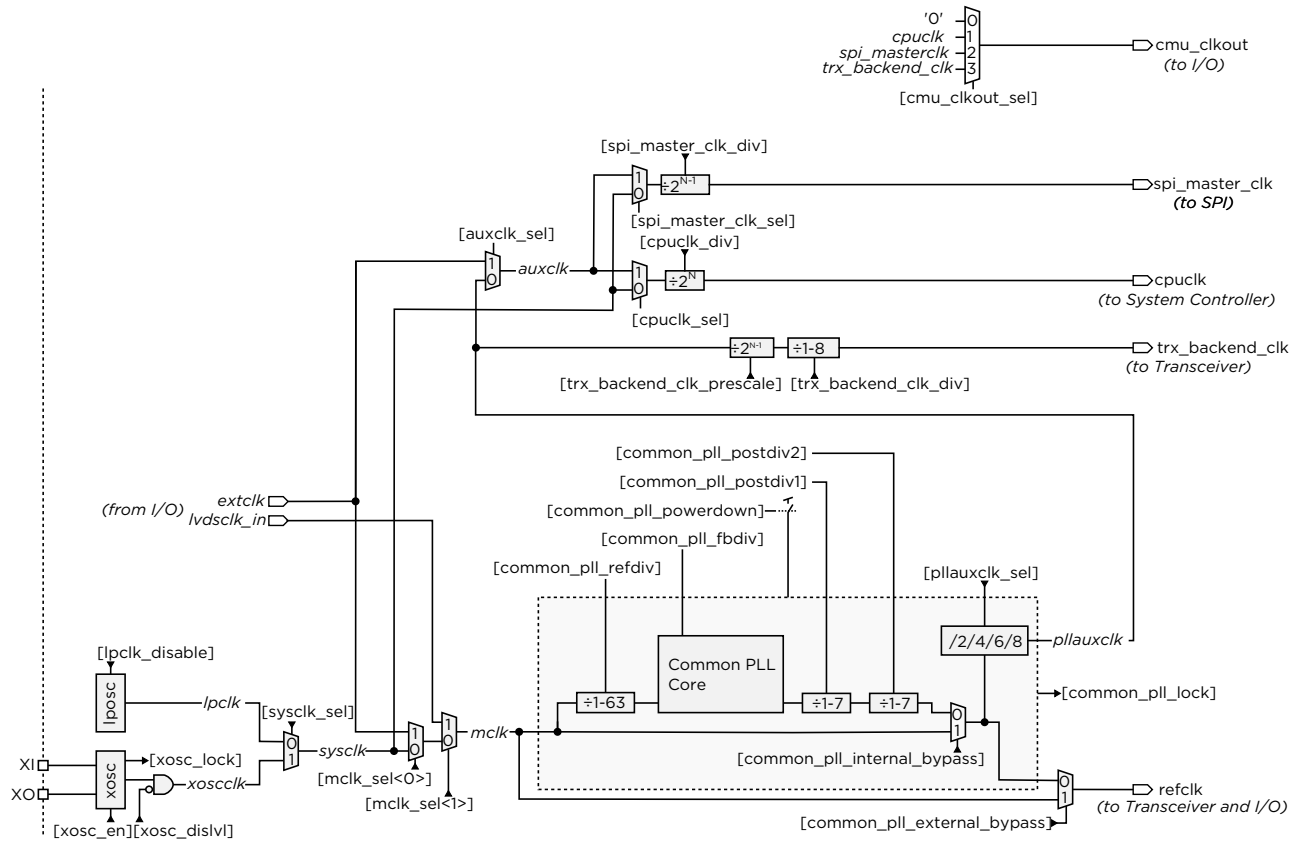 '0' 0
cpuclk 1
spi_masterclk 2
trx_backend_clk 3
cmu_clkout
(to I/O)
[cmu_clkout_sel]
[spi_master_clk_div]
1
0
÷2^N-1
spi_master_clk
(to SPI)
[spi_master_clk_sel]
[auxclk_sel]
[cpuclk_div]
1
0
auxclk
1
0
÷2^N
cpuclk
(to System Controller)
[cpuclk_sel]
÷2^N-1
÷1-8
trx_backend_clk
(to Transceiver)
[trx_backend_clk_prescale]
[trx_backend_clk_div]
[common_pll_postdiv2]
[common_pll_postdiv1]
[common_pll_powerdown]
[common_pll_fbdiv]
[common_pll_refdiv]
(from I/O)
extclk
lvdsclk_in
[pllauxclk_sel]
/2/4/6/8
pllauxclk
Common PLL
Core
÷1-63
÷1-7
÷1-7
[common_pll_lock]
[lpclk_disable]
lposc
lpclk
[sysclk_sel]
0
1
sysclk
1
0
1
0
mclk
0
1
[common_pll_internal_bypass]
XI
XO
xosc
[xosc_lock]
xoscclk
[mclk_sel<0>]
[mclk_sel<1>]
[xosc_en]
[xosc_dislvl]
0
1
refclk
(to Transceiver and I/O)
[common_pll_external_bypass]